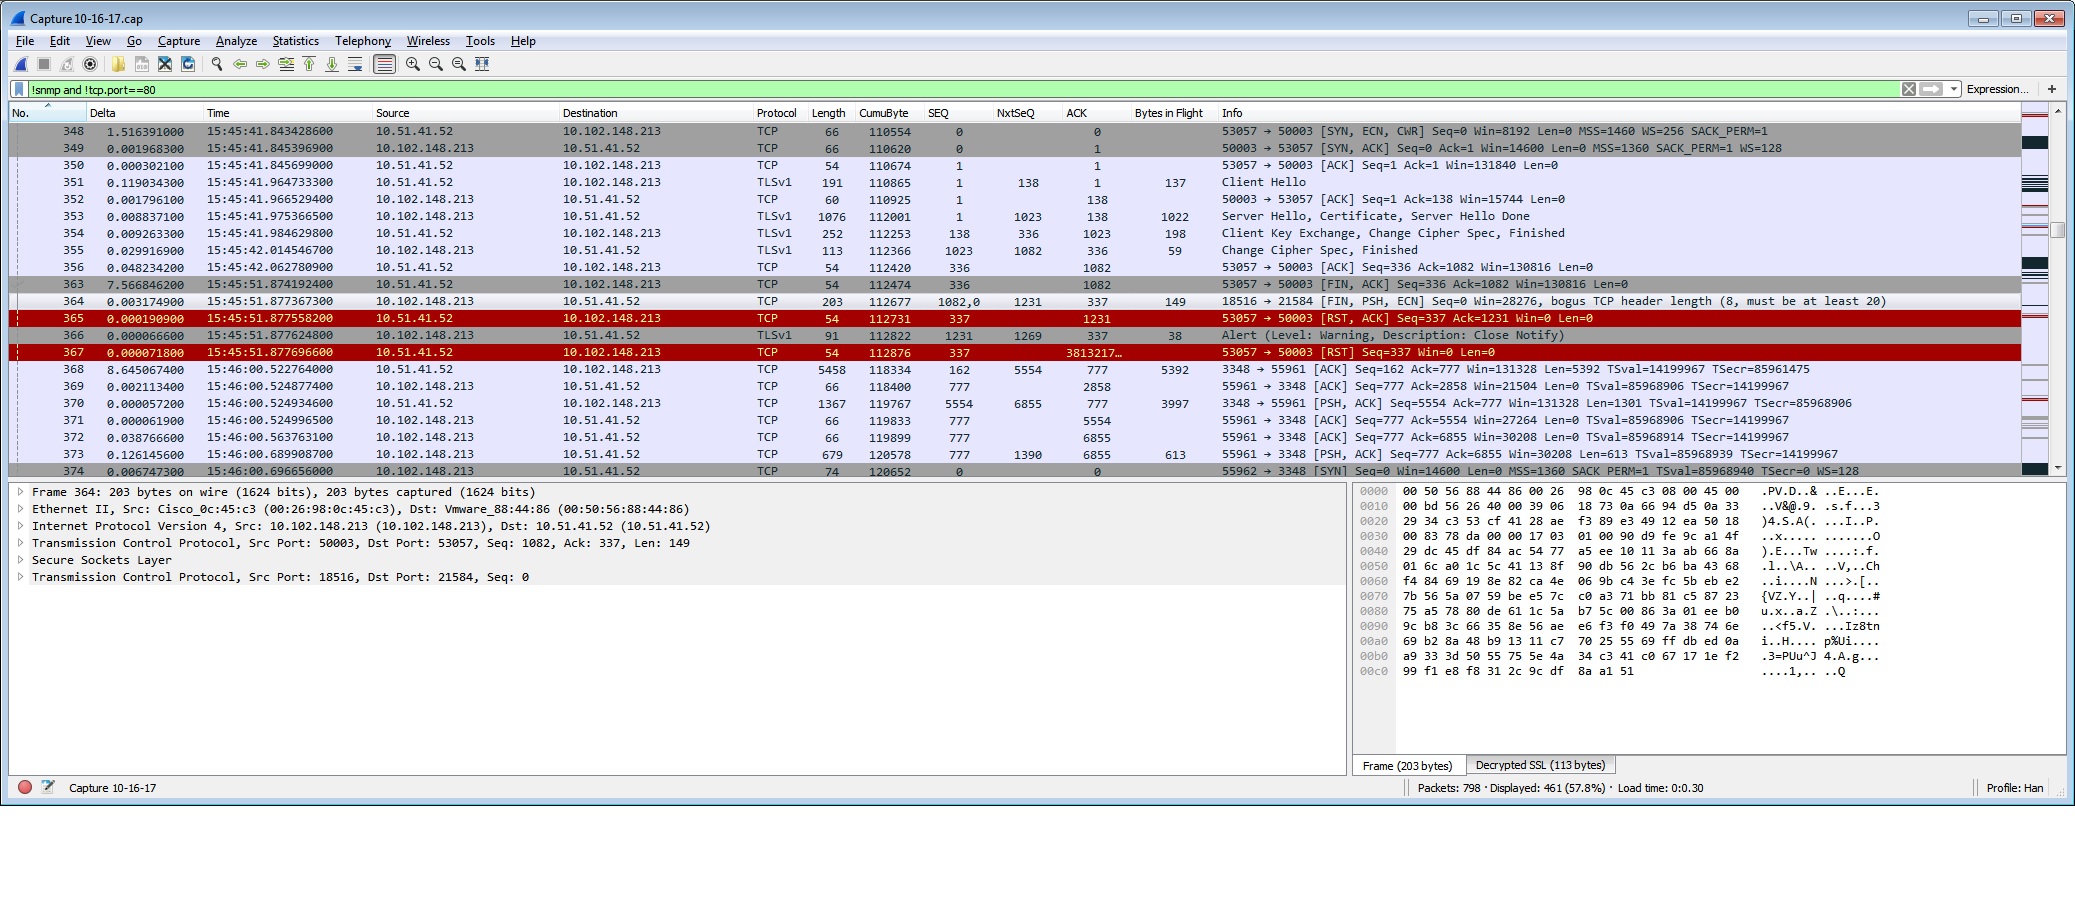 Capture 10-16-17.cap
File Edit View Go Capture Analyze Statistics Telephony Wireless Tools Help
!snmp and !tcp.port==80 Expression... +
No. Delta Time Source Destination Protocol Length CumuByte SEQ NxtSeQ ACK Bytes in Flight Info
348 1.516391000 15:45:41.843428600 10.51.41.52 10.102.148.213 TCP 66 110554 0 0 53057 → 50003 [SYN, ECN, CWR] Seq=0 Win=8192 Len=0 MSS=1460 WS=256 SACK_PERM=1
349 0.001968300 15:45:41.845396900 10.102.148.213 10.51.41.52 TCP 66 110620 0 1 50003 → 53057 [SYN, ACK] Seq=0 Ack=1 Win=14600 Len=0 MSS=1360 SACK_PERM=1 WS=128
350 0.000302100 15:45:41.845699000 10.51.41.52 10.102.148.213 TCP 54 110674 1 1 53057 → 50003 [ACK] Seq=1 Ack=1 Win=131840 Len=0
351 0.119034300 15:45:41.964733300 10.51.41.52 10.102.148.213 TLSv1 191 110865 1 138 1 137 Client Hello
352 0.001796100 15:45:41.966529400 10.102.148.213 10.51.41.52 TCP 60 110925 1 138 50003 → 53057 [ACK] Seq=1 Ack=138 Win=15744 Len=0
353 0.008837100 15:45:41.975366500 10.102.148.213 10.51.41.52 TLSv1 1076 112001 1 1023 138 1022 Server Hello, Certificate, Server Hello Done
354 0.009263300 15:45:41.984629800 10.51.41.52 10.102.148.213 TLSv1 252 112253 138 336 1023 198 Client Key Exchange, Change Cipher Spec, Finished
355 0.029916900 15:45:42.014546700 10.102.148.213 10.51.41.52 TLSv1 113 112366 1023 1082 336 59 Change Cipher Spec, Finished
356 0.048234200 15:45:42.062780900 10.51.41.52 10.102.148.213 TCP 54 112420 336 1082 53057 → 50003 [ACK] Seq=336 Ack=1082 Win=130816 Len=0
363 7.566846200 15:45:51.874192400 10.51.41.52 10.102.148.213 TCP 54 112474 336 1082 53057 → 50003 [FIN, ACK] Seq=336 Ack=1082 Win=130816 Len=0
364 0.003174900 15:45:51.877367300 10.102.148.213 10.51.41.52 TCP 203 112677 1082,0 1231 337 149 18516 → 21584 [FIN, PSH, ECN] Seq=0 Win=28276, bogus TCP header length (8, must be at least 20)
365 0.000190900 15:45:51.877558200 10.51.41.52 10.102.148.213 TCP 54 112731 337 1231 53057 → 50003 [RST, ACK] Seq=337 Ack=1231 Win=0 Len=0
366 0.000066600 15:45:51.877624800 10.102.148.213 10.51.41.52 TLSv1 91 112822 1231 1269 337 38 Alert (Level: Warning, Description: Close Notify)
367 0.000071800 15:45:51.877696600 10.51.41.52 10.102.148.213 TCP 54 112876 337 3813217… 53057 → 50003 [RST] Seq=337 Win=0 Len=0
368 8.645067400 15:46:00.522764000 10.51.41.52 10.102.148.213 TCP 5458 118334 162 5554 777 5392 3348 → 55961 [ACK] Seq=162 Ack=777 Win=131328 Len=5392 TSval=14199967 TSecr=85961475
369 0.002113400 15:46:00.524877400 10.102.148.213 10.51.41.52 TCP 66 118400 777 2858 55961 → 3348 [ACK] Seq=777 Ack=2858 Win=21504 Len=0 TSval=85968906 TSecr=14199967
370 0.000057200 15:46:00.524934600 10.51.41.52 10.102.148.213 TCP 1367 119767 5554 6855 777 3997 3348 → 55961 [PSH, ACK] Seq=5554 Ack=777 Win=131328 Len=1301 TSval=14199967 TSecr=85968906
371 0.000061900 15:46:00.524996500 10.102.148.213 10.51.41.52 TCP 66 119833 777 5554 55961 → 3348 [ACK] Seq=777 Ack=5554 Win=27264 Len=0 TSval=85968906 TSecr=14199967
372 0.038766600 15:46:00.563763100 10.102.148.213 10.51.41.52 TCP 66 119899 777 6855 55961 → 3348 [ACK] Seq=777 Ack=6855 Win=30208 Len=0 TSval=85968914 TSecr=14199967
373 0.126145600 15:46:00.689908700 10.102.148.213 10.51.41.52 TCP 679 120578 777 1390 6855 613 55961 → 3348 [PSH, ACK] Seq=777 Ack=6855 Win=30208 Len=613 TSval=85968939 TSecr=14199967
374 0.006747300 15:46:00.696656000 10.102.148.213 10.51.41.52 TCP 74 120652 0 0 55962 → 3348 [SYN] Seq=0 Win=14600 Len=0 MSS=1360 SACK_PERM=1 TSval=85968940 TSecr=0 WS=128
Frame 364: 203 bytes on wire (1624 bits), 203 bytes captured (1624 bits)
Ethernet II, Src: Cisco_0c:45:c3 (00:26:98:0c:45:c3), Dst: Vmware_88:44:86 (00:50:56:88:44:86)
Internet Protocol Version 4, Src: 10.102.148.213 (10.102.148.213), Dst: 10.51.41.52 (10.51.41.52)
Transmission Control Protocol, Src Port: 50003, Dst Port: 53057, Seq: 1082, Ack: 337, Len: 149
Secure Sockets Layer
Transmission Control Protocol, Src Port: 18516, Dst Port: 21584, Seq: 0
0000 00 50 56 88 44 86 00 26 98 0c 45 c3 08 00 45 00 .PV.D..& ..E...E.
0010 00 bd 56 26 40 00 39 06 18 73 0a 66 94 d5 0a 33 ..V&@.9. .s.f...3
0020 29 34 c3 53 cf 41 28 ae f3 89 e3 49 12 ea 50 18 )4.S.A(. ...I..P.
0030 00 83 78 da 00 00 17 03 01 00 90 d9 fe 9c a1 4f ..x..... .......O
0040 29 dc 45 df 84 ac 54 77 a5 ee 10 11 3a ab 66 8a ).E...Tw ....:.f.
0050 01 6c a0 1c 5c 41 13 8f 90 db 56 2c b6 ba 43 68 .l..\A.. ..V,..Ch
0060 f4 84 69 19 8e 82 ca 4e 06 9b c4 3e fc 5b eb e2 ..i....N ...>.[..
0070 7b 56 5a 07 59 be e5 7c c0 a3 71 bb 81 c5 87 23 {VZ.Y..| ..q....#
0080 75 a5 78 80 de 61 1c 5a b7 5c 00 86 3a 01 ee b0 u.x..a.Z .\..:...
0090 9c b8 3c 66 35 8e 56 ae e6 f3 f0 49 7a 38 74 6e ..<f5.V. ...Iz8tn
00a0 69 b2 8a 48 b9 13 11 c7 70 25 55 69 ff db ed 0a i..H.... p%Ui....
00b0 a9 33 3d 50 55 75 5e 4a 34 c3 41 c0 67 17 1e f2 .3=PUu^J 4.A.g...
00c0 99 f1 e8 f8 31 2c 9c df 8a a1 51 ....1,.. ..Q
Frame (203 bytes) Decrypted SSL (113 bytes)
Capture 10-16-17 Packets: 798 · Displayed: 461 (57.8%) · Load time: 0:0.30 Profile: Han